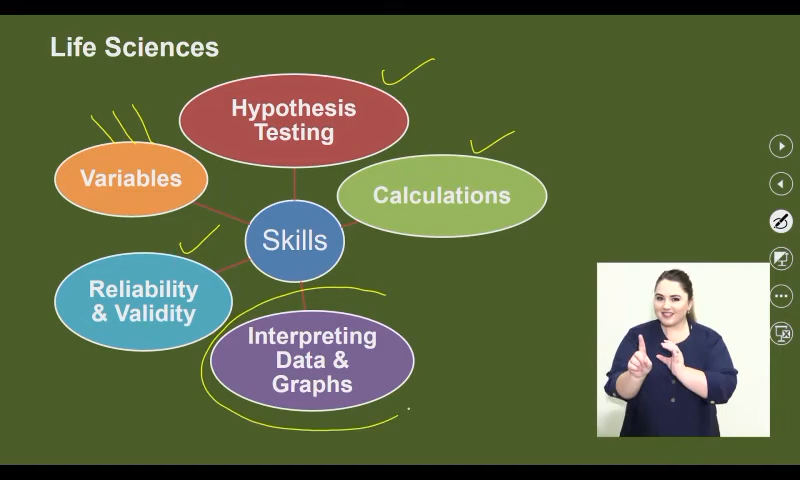 Life Sciences
Hypothesis
Testing
Variables
Calculations
Skills
Reliability
& Validity
Interpreting
Data &
Graphs